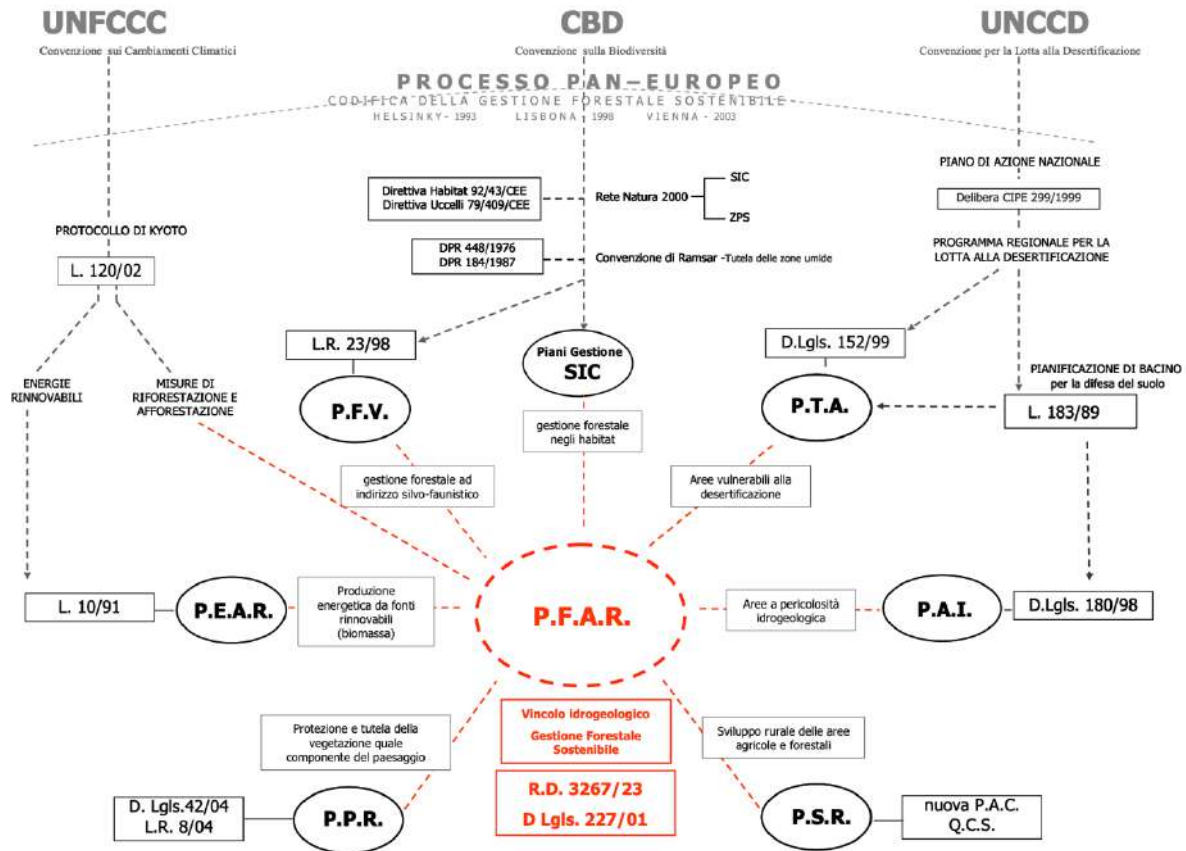 UNFCCC
Convenzione sui Cambiamenti Climatici
CBD
Convenzione sulla Biodiversità
UNCCD
Convenzione per la Lotta alla Desertificazione
PROCESSO PAN–EUROPEO
CODIFICA DELLA GESTIONE FORESTALE SOSTENIBILE
HELSINKY- 1993 LISBONA 1998 VIENNA - 2003
PIANO DI AZIONE NAZIONALE
Delibera CIPE 299/1999
PROGRAMMA REGIONALE PER LA
LOTTA ALLA DESERTIFICAZIONE
Direttiva Habitat 92/43/CEE
Direttiva Uccelli 79/409/CEE
Rete Natura 2000
SIC
ZPS
DPR 448/1976
DPR 184/1987
Convenzione di Ramsar -Tutela delle zone umide
PROTOCOLLO DI KYOTO
L. 120/02
ENERGIE
RINNOVABILI
MISURE DI
RIFORESTAZIONE E
AFFORESTAZIONE
L.R. 23/98
P.F.V.
Piani Gestione
SIC
D.Lgls. 152/99
P.T.A.
PIANIFICAZIONE DI BACINO
per la difesa del suolo
L. 183/89
gestione forestale ad
indirizzo silvo-faunistico
gestione forestale
negli habitat
Aree vulnerabili alla
desertificazione
L. 10/91
P.E.A.R.
Produzione
energetica da fonti
rinnovabili
(biomassa)
P.F.A.R.
Aree a pericolosità
idrogeologica
P.A.I.
D.Lgls. 180/98
Protezione e tutela della
vegetazione quale
componente del paesaggio
Vincolo idrogeologico
Gestione Forestale
Sostenibile
Sviluppo rurale delle aree
agricole e forestali
R.D. 3267/23
D Lgls. 227/01
D. Lgls.42/04
L.R. 8/04
P.P.R.
P.S.R.
nuova P.A.C.
Q.C.S.